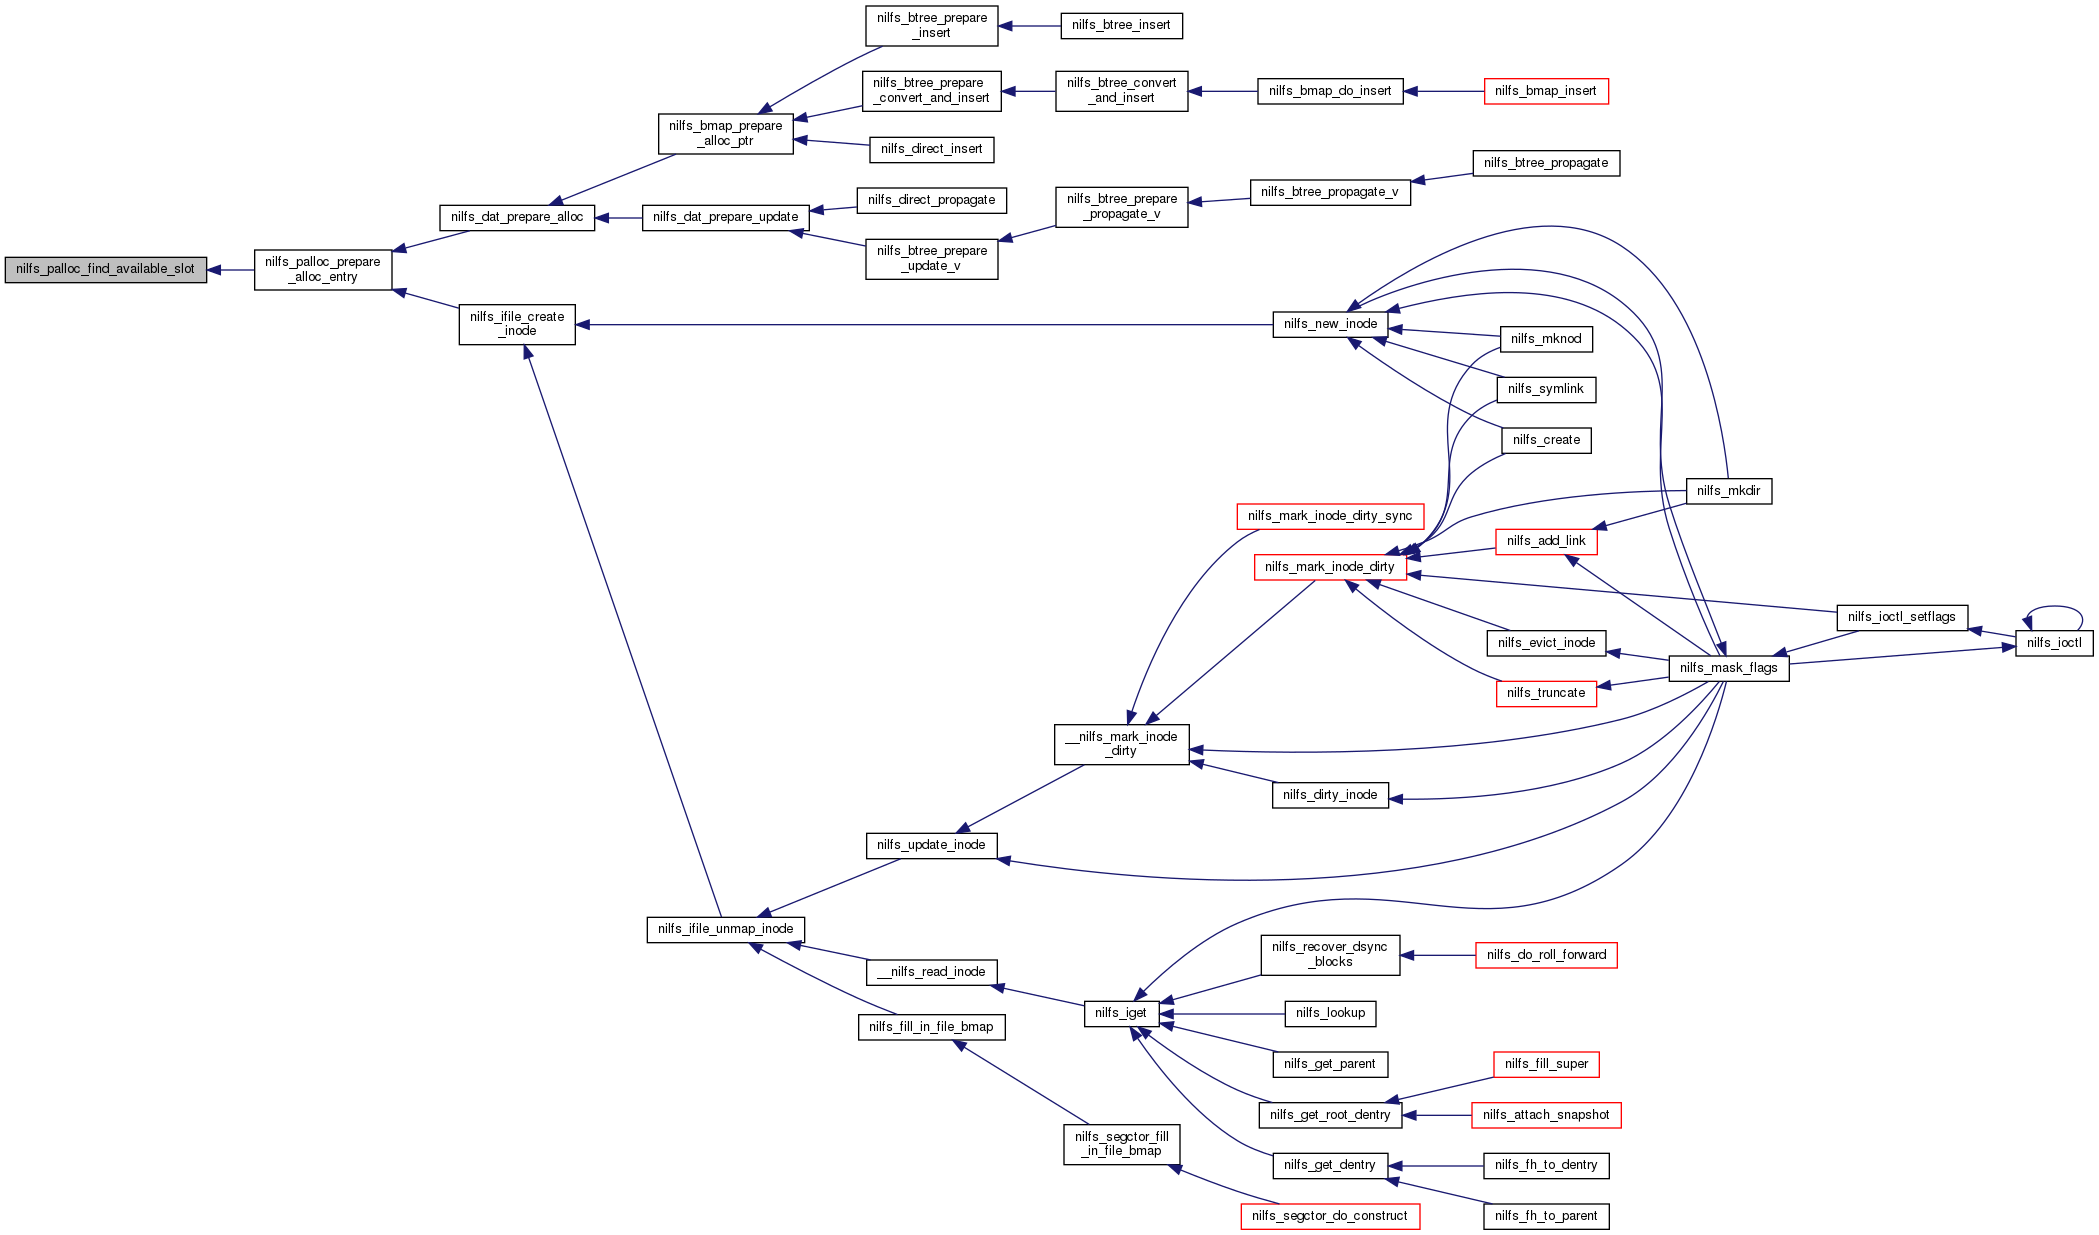 nilfs_btree_prepare
_insert
nilfs_btree_insert
nilfs_btree_prepare
_convert_and_insert
nilfs_btree_convert
_and_insert
nilfs_bmap_do_insert
nilfs_bmap_insert
nilfs_bmap_prepare
_alloc_ptr
nilfs_direct_insert
nilfs_btree_propagate
nilfs_dat_prepare_alloc
nilfs_dat_prepare_update
nilfs_direct_propagate
nilfs_btree_prepare
_propagate_v
nilfs_btree_propagate_v
nilfs_btree_prepare
_update_v
nilfs_palloc_find_available_slot
nilfs_palloc_prepare
_alloc_entry
nilfs_ifile_create
_inode
nilfs_new_inode
nilfs_mknod
nilfs_symlink
nilfs_create
nilfs_mkdir
nilfs_mark_inode_dirty_sync
nilfs_mark_inode_dirty
nilfs_add_link
nilfs_ioctl_setflags
nilfs_ioctl
nilfs_evict_inode
nilfs_mask_flags
nilfs_truncate
__nilfs_mark_inode
_dirty
nilfs_dirty_inode
nilfs_update_inode
nilfs_ifile_unmap_inode
__nilfs_read_inode
nilfs_recover_dsync
_blocks
nilfs_do_roll_forward
nilfs_iget
nilfs_lookup
nilfs_fill_in_file_bmap
nilfs_get_parent
nilfs_fill_super
nilfs_get_root_dentry
nilfs_attach_snapshot
nilfs_segctor_fill
_in_file_bmap
nilfs_get_dentry
nilfs_fh_to_dentry
nilfs_segctor_do_construct
nilfs_fh_to_parent